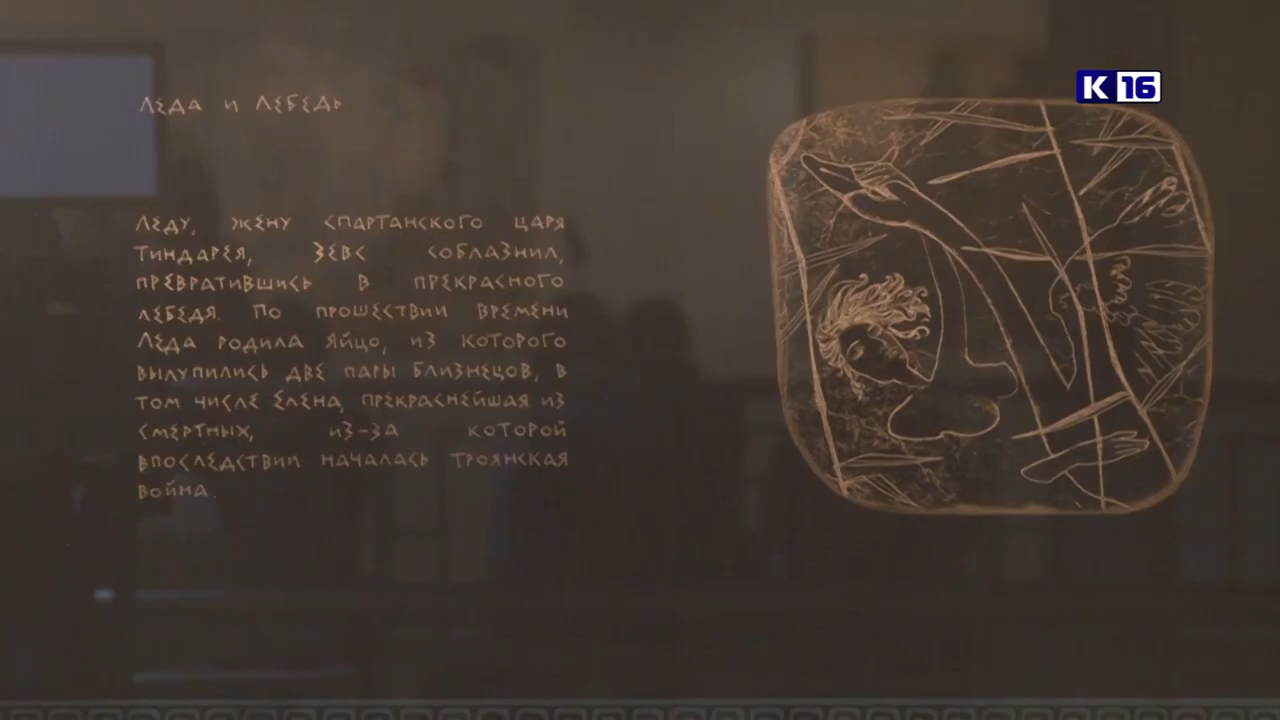 Леда и Лебедь
K 16
Леду, жену спартанского царя
Тиндарея, Зевс соблазнил,
превратившись в прекрасного
лебедя. По прошествии времени
Леда родила яйцо, из которого
вылупились две пары близнецов, в
том числе Елена, прекраснейшая из
смертных, из-за которой
впоследствии началась Троянская
война.